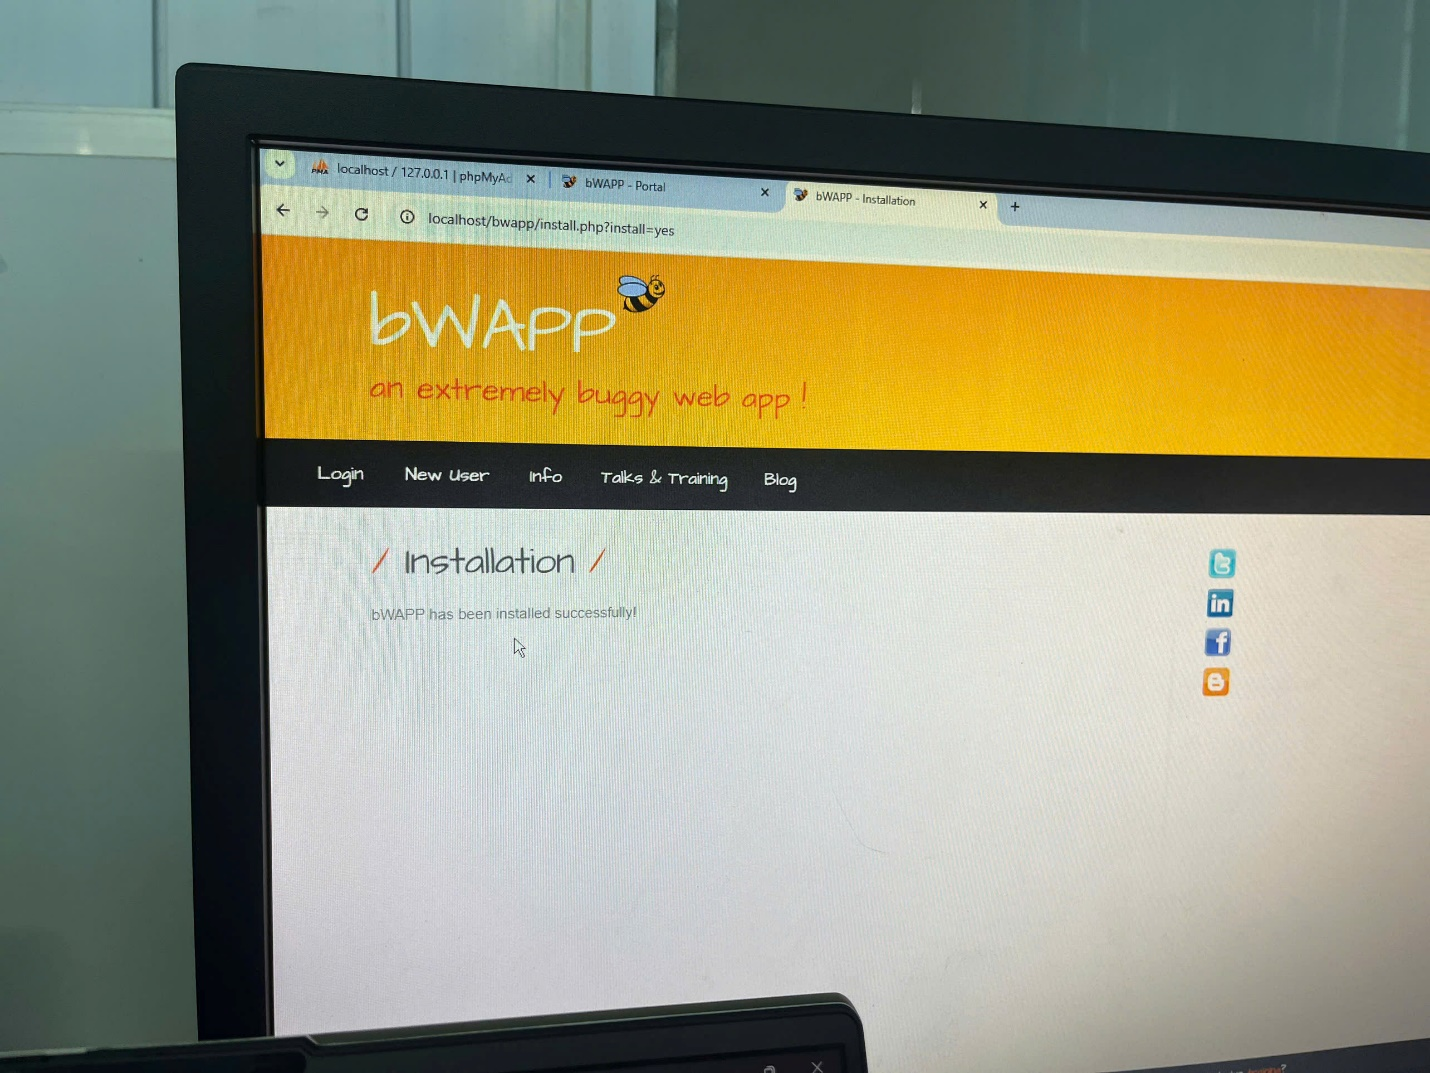 localhost / 127.0.0.1 | phpMyAd
bWAPP - Portal
bWAPP - Installation
localhost/bwapp/install.php?install=yes
bWAPP
an extremely buggy web app !
Login New User Info Talks & Training Blog
/ Installation /
bWAPP has been installed successfully!